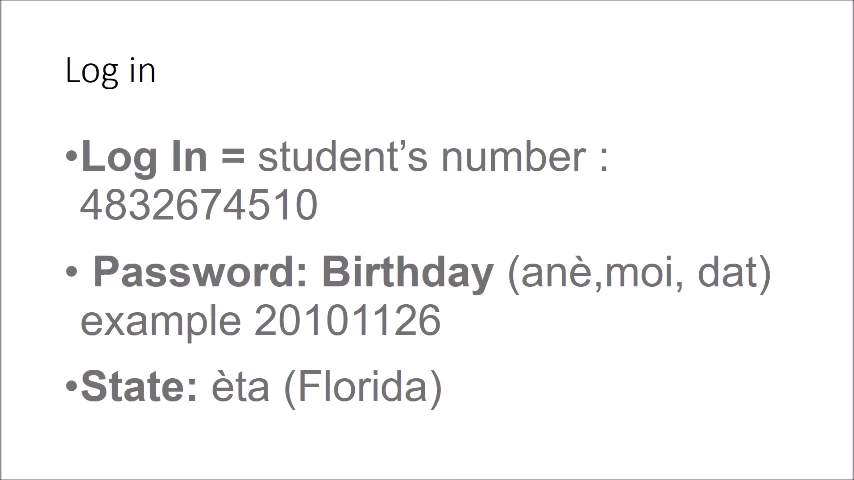 Log in
•Log In = student’s number :
4832674510
• Password: Birthday (anè,moi, dat)
example 20101126
•State: èta (Florida)